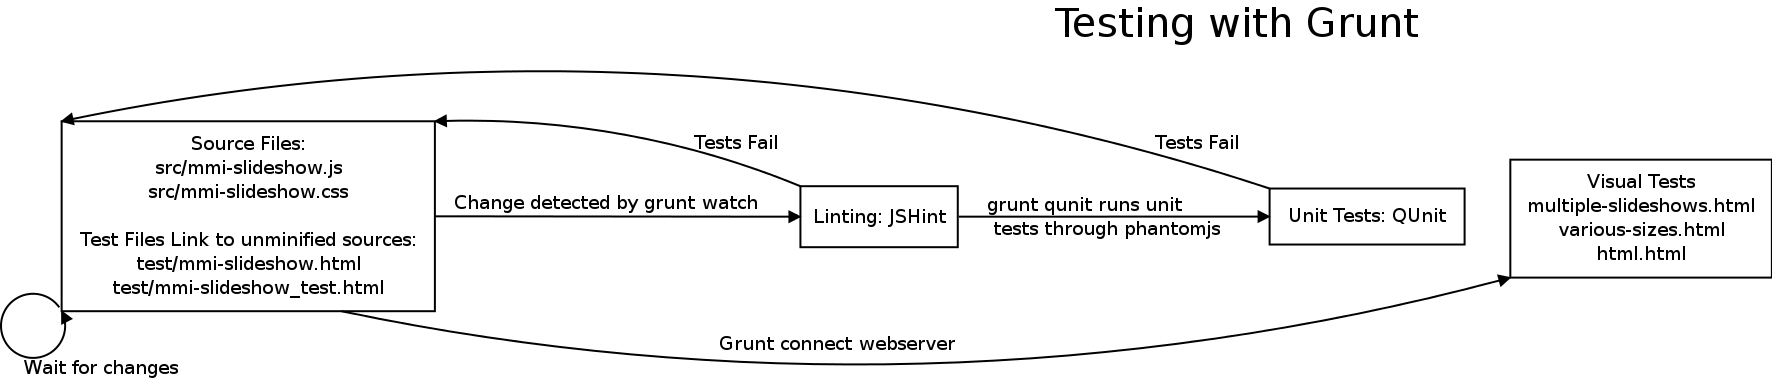 Testing with Grunt
Source Files:
src/mmi-slideshow.js
src/mmi-slideshow.css
Test Files Link to unminified sources:
test/mmi-slideshow.html
test/mmi-slideshow_test.html
Wait for changes
Tests Fail
Change detected by grunt watch
Linting: JSHint
Tests Fail
grunt qunit runs unit
tests through phantomjs
Unit Tests: QUnit
Grunt connect webserver
Visual Tests
multiple-slideshows.html
various-sizes.html
html.html